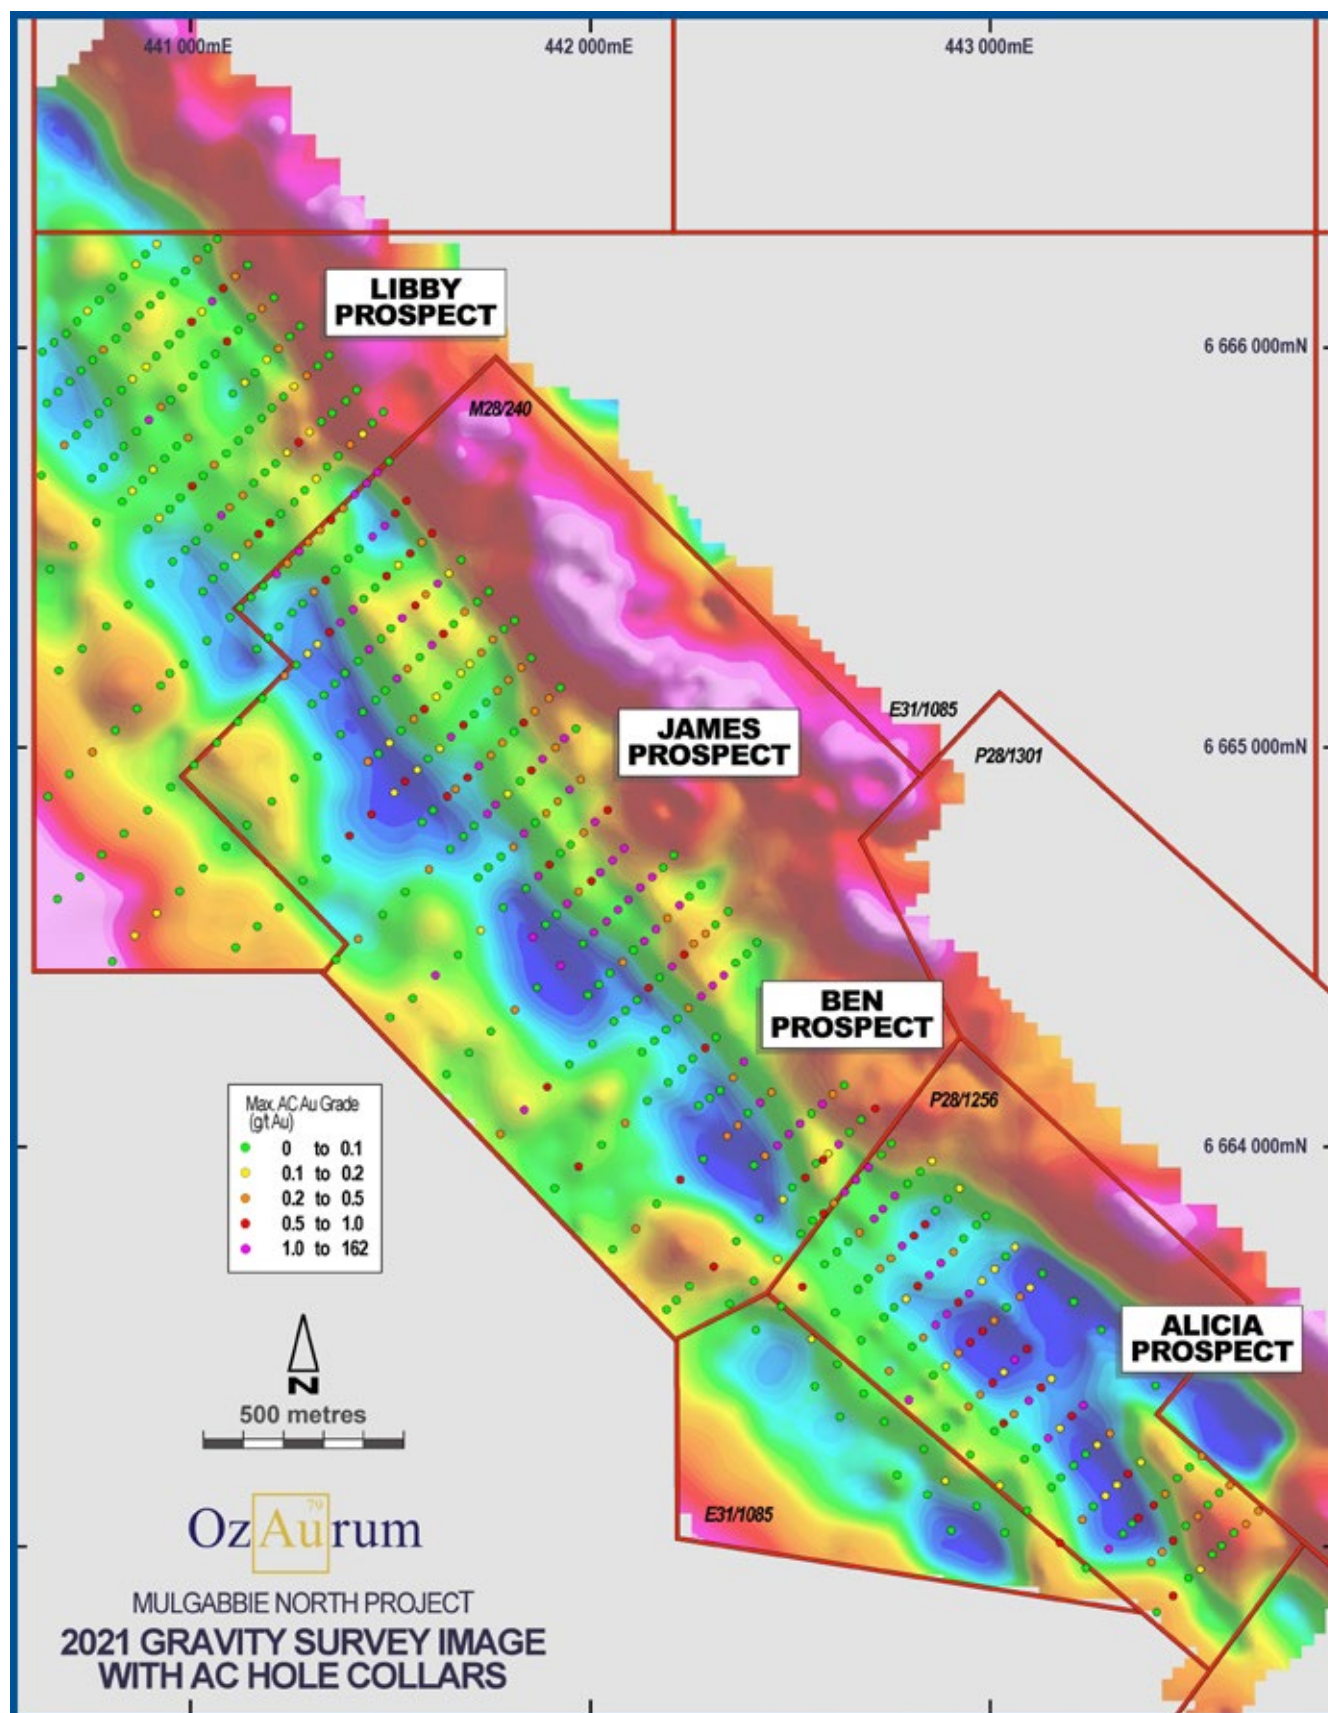 441 000mE
442 000mE
443 000mE
LIBBY
PROSPECT
6 666 000mN
M28/240
E31/1085
JAMES
PROSPECT
P28/1301
6 665 000mN
BEN
PROSPECT
P28/1256
Max. AC Au Grade
(g/t Au)
0 to 0.1
0.1 to 0.2
0.2 to 0.5
0.5 to 1.0
1.0 to 162
6 664 000mN
ALICIA
PROSPECT
N
500 metres
E31/1085
79
OzAurum
MULGABBIE NORTH PROJECT
2021 GRAVITY SURVEY IMAGE
WITH AC HOLE COLLARS